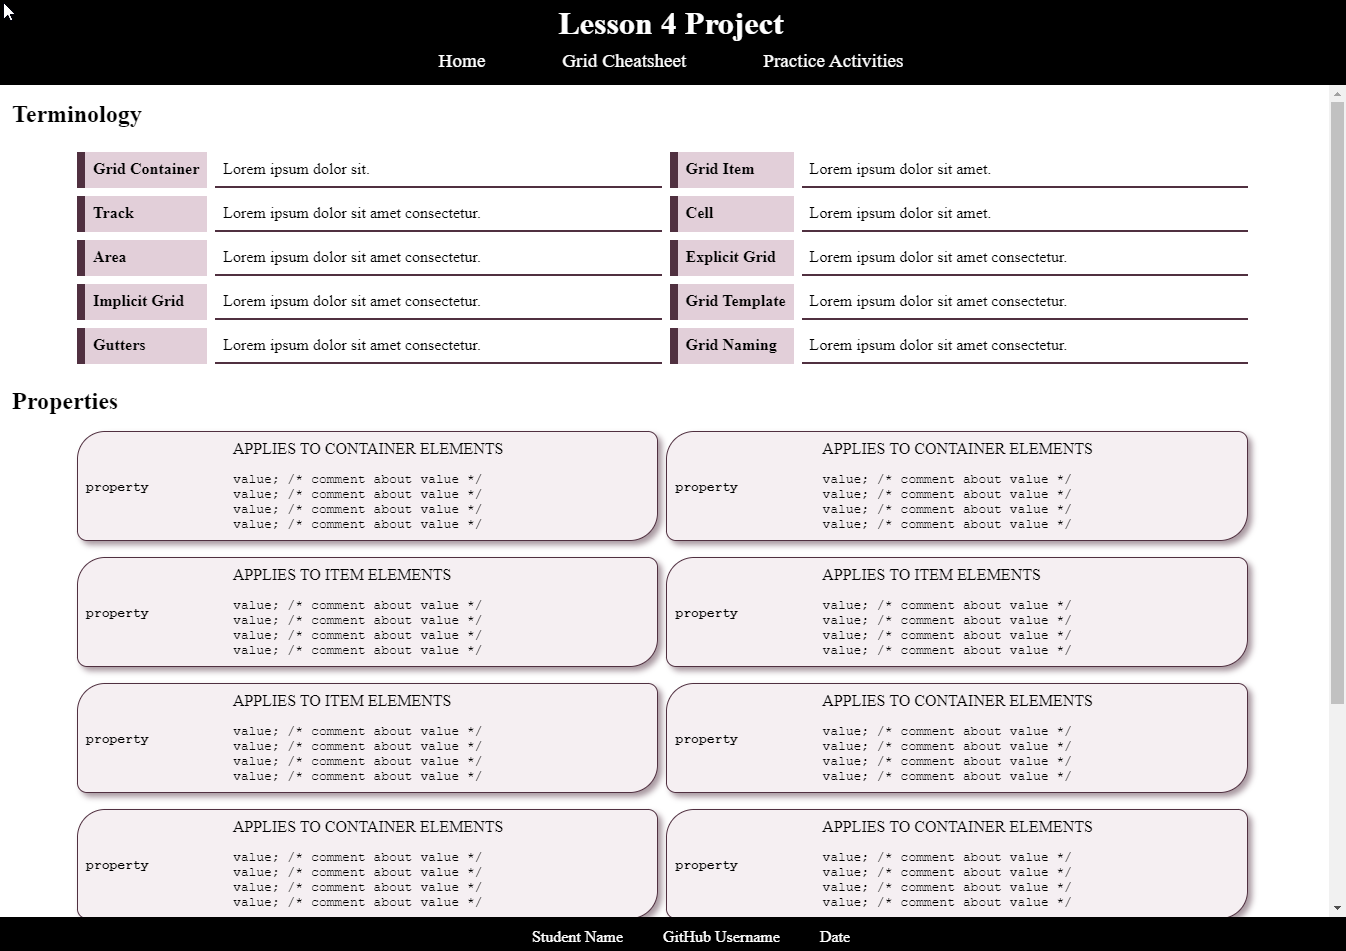 Lesson 4 Project
Home Grid Cheatsheet Practice Activities
Terminology
Grid Container Lorem ipsum dolor sit. Grid Item Lorem ipsum dolor sit amet.
Track Lorem ipsum dolor sit amet consectetur. Cell Lorem ipsum dolor sit amet.
Area Lorem ipsum dolor sit amet consectetur. Explicit Grid Lorem ipsum dolor sit amet consectetur.
Implicit Grid Lorem ipsum dolor sit amet consectetur. Grid Template Lorem ipsum dolor sit amet consectetur.
Gutters Lorem ipsum dolor sit amet consectetur. Grid Naming Lorem ipsum dolor sit amet consectetur.
Properties
property
APPLIES TO CONTAINER ELEMENTS
value; /* comment about value */
value; /* comment about value */
value; /* comment about value */
value; /* comment about value */
property
APPLIES TO CONTAINER ELEMENTS
value; /* comment about value */
value; /* comment about value */
value; /* comment about value */
value; /* comment about value */
property
APPLIES TO ITEM ELEMENTS
value; /* comment about value */
value; /* comment about value */
value; /* comment about value */
value; /* comment about value */
property
APPLIES TO ITEM ELEMENTS
value; /* comment about value */
value; /* comment about value */
value; /* comment about value */
value; /* comment about value */
property
APPLIES TO ITEM ELEMENTS
value; /* comment about value */
value; /* comment about value */
value; /* comment about value */
value; /* comment about value */
property
APPLIES TO CONTAINER ELEMENTS
value; /* comment about value */
value; /* comment about value */
value; /* comment about value */
value; /* comment about value */
property
APPLIES TO CONTAINER ELEMENTS
value; /* comment about value */
value; /* comment about value */
value; /* comment about value */
value; /* comment about value */
property
APPLIES TO CONTAINER ELEMENTS
value; /* comment about value */
value; /* comment about value */
value; /* comment about value */
value; /* comment about value */
Student Name GitHub Username Date